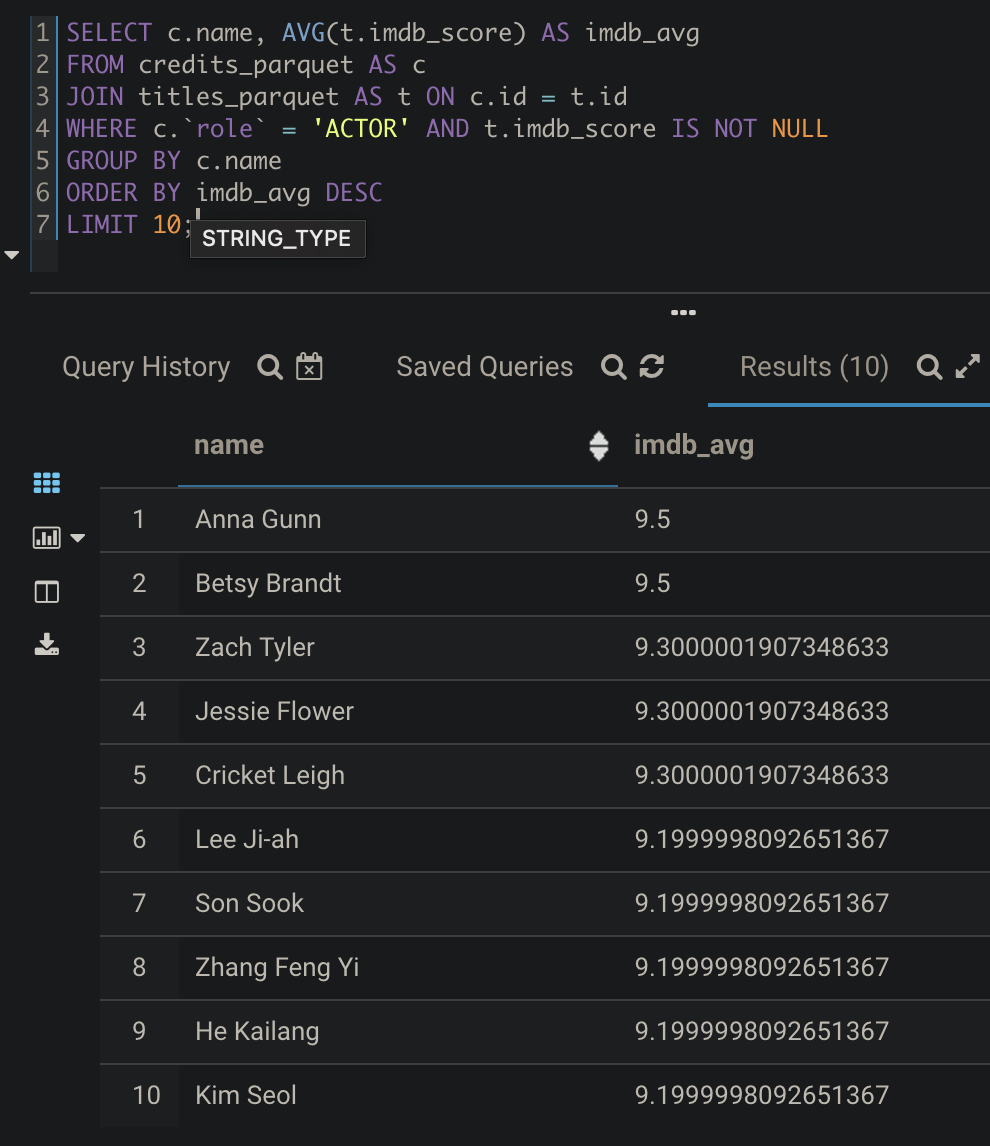 1 SELECT c.name, AVG(t.imdb_score) AS imdb_avg
2 FROM credits_parquet AS c
3 JOIN titles_parquet AS t ON c.id = t.id
4 WHERE c.`role` = 'ACTOR' AND t.imdb_score IS NOT NULL
5 GROUP BY c.name
6 ORDER BY imdb_avg DESC
7 LIMIT 10;
STRING_TYPE
Query History Saved Queries Results (10)
name imdb_avg
1 Anna Gunn 9.5
2 Betsy Brandt 9.5
3 Zach Tyler 9.3000001907348633
4 Jessie Flower 9.3000001907348633
5 Cricket Leigh 9.3000001907348633
6 Lee Ji-ah 9.1999998092651367
7 Son Sook 9.1999998092651367
8 Zhang Feng Yi 9.1999998092651367
9 He Kailang 9.1999998092651367
10 Kim Seol 9.1999998092651367